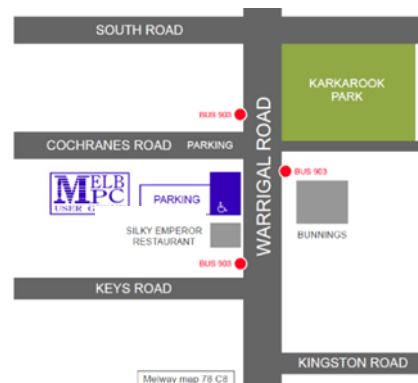 SOUTH ROAD
KARKAROOK
PARK
BUS 903
COCHRANES ROAD PARKING
WARRIGAL ROAD
BUS 903
MELB
PC
USER G
PARKING
SILKY EMPEROR
RESTAURANT
BUNNINGS
BUS 903
KEYS ROAD
KINGSTON ROAD
Melway map 78 C8